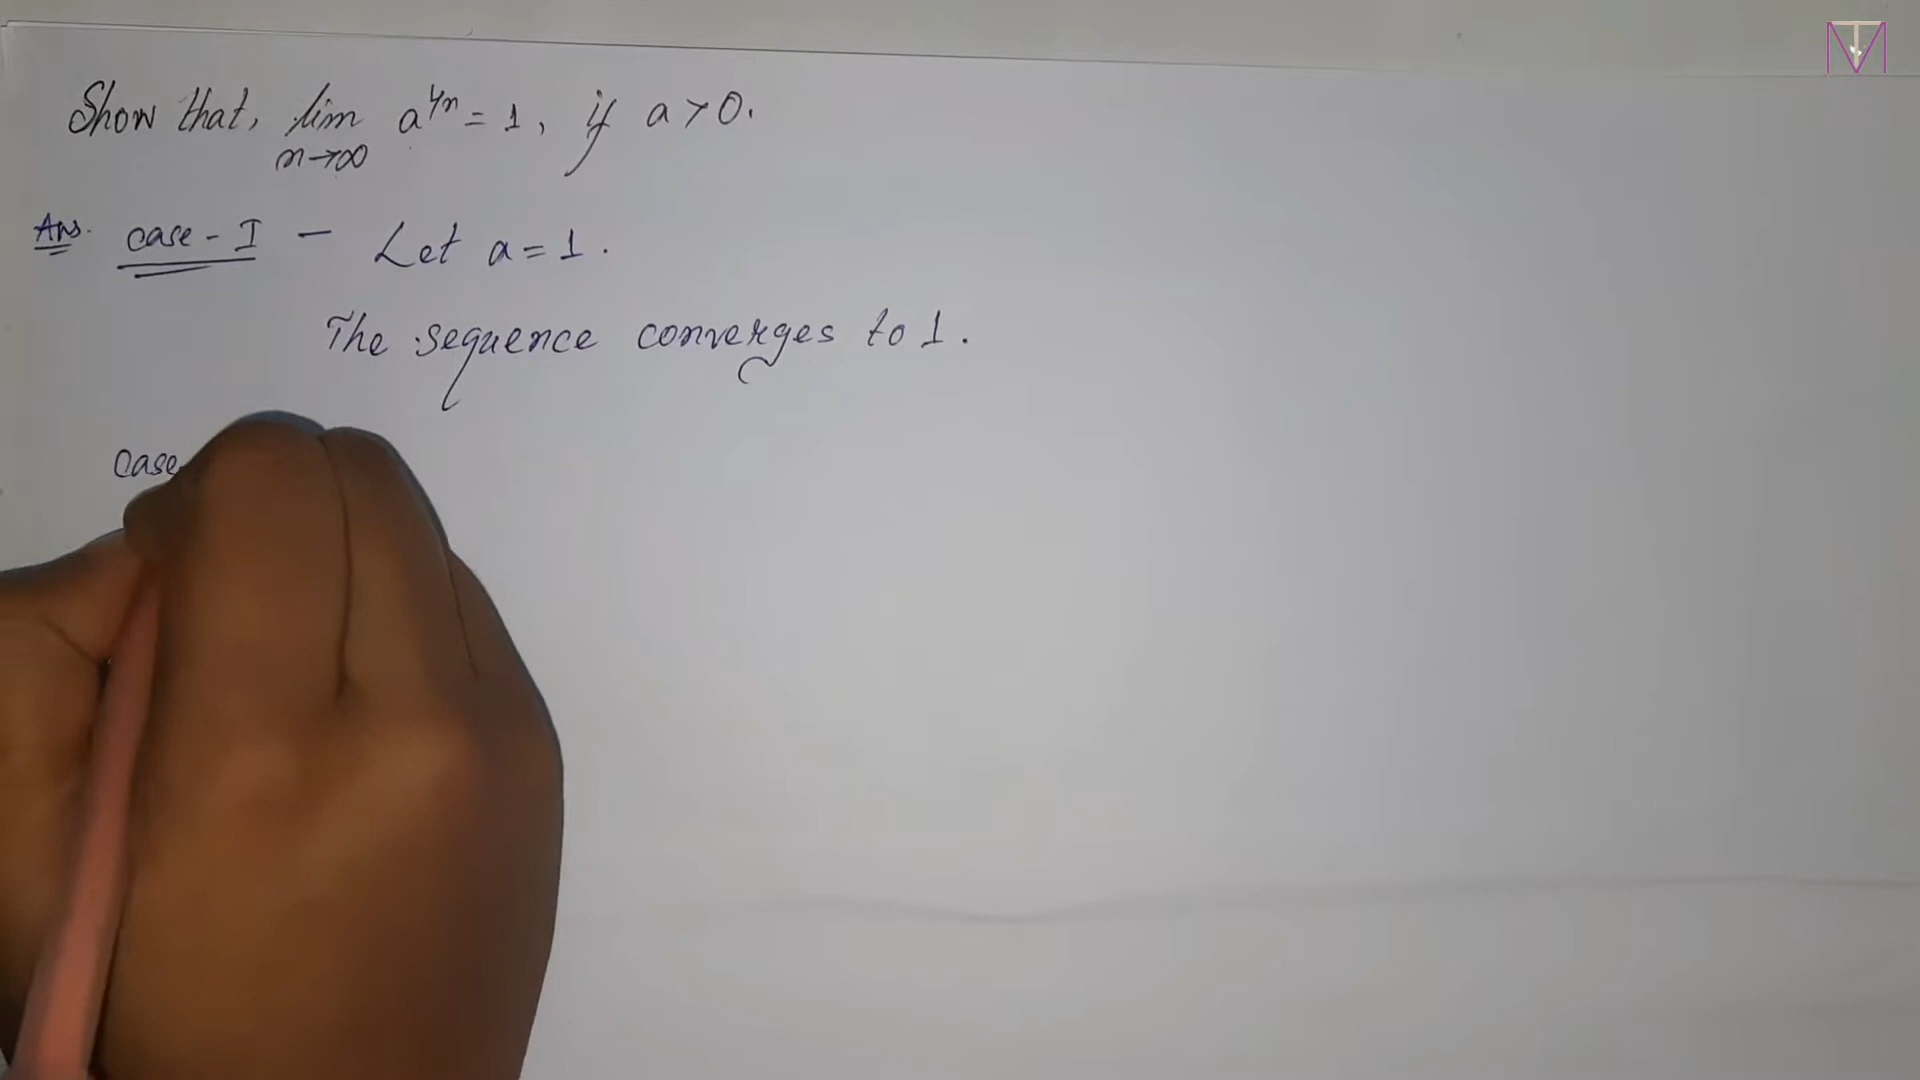 Show that, lim a^1/n = 1, if a > 0.
n→∞
Ans. case - I - Let a = 1.
The sequence converges to 1.
case